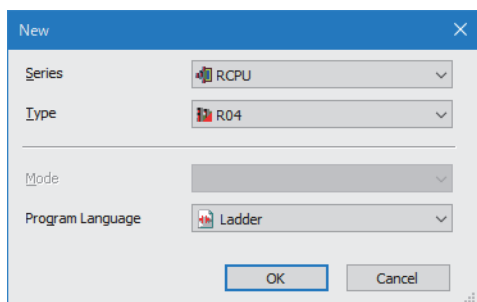 New
Series
RCPU
Type
R04
Mode
Program Language
Ladder
OK
Cancel